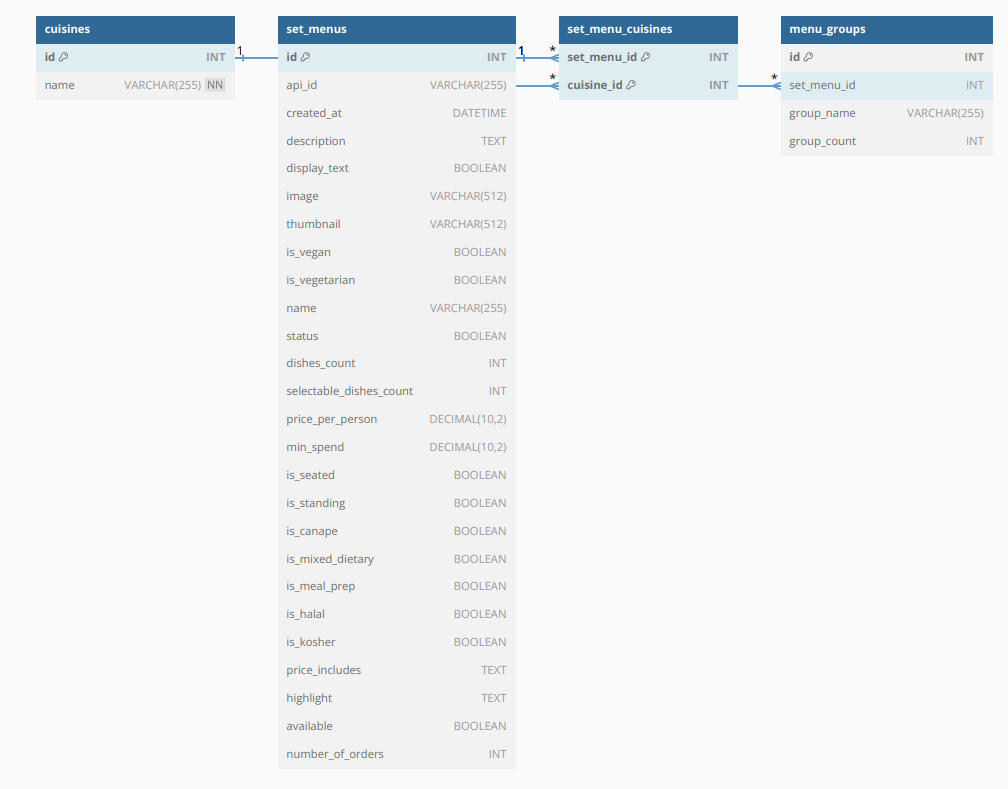 cuisines
id INT
name VARCHAR(255) NN
1
set_menus
id INT
api_id VARCHAR(255)
created_at DATETIME
description TEXT
display_text BOOLEAN
image VARCHAR(512)
thumbnail VARCHAR(512)
is_vegan BOOLEAN
is_vegetarian BOOLEAN
name VARCHAR(255)
status BOOLEAN
dishes_count INT
selectable_dishes_count INT
price_per_person DECIMAL(10,2)
min_spend DECIMAL(10,2)
is_seated BOOLEAN
is_standing BOOLEAN
is_canape BOOLEAN
is_mixed_dietary BOOLEAN
is_meal_prep BOOLEAN
is_halal BOOLEAN
is_kosher BOOLEAN
price_includes TEXT
highlight TEXT
available BOOLEAN
number_of_orders INT
1 *
*
set_menu_cuisines
set_menu_id INT
cuisine_id INT
*
menu_groups
id INT
set_menu_id INT
group_name VARCHAR(255)
group_count INT